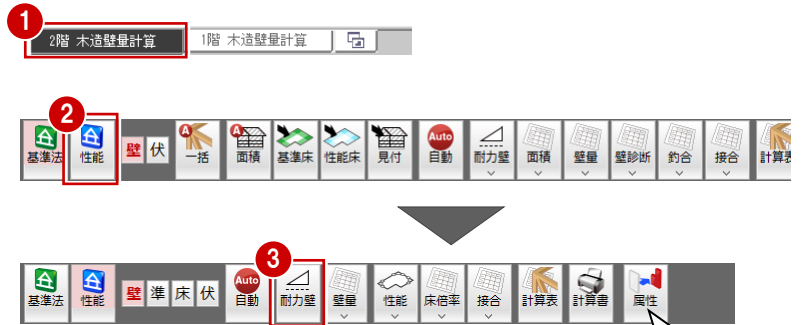 1
2階 木造壁量計算 1階 木造壁量計算
2
基準法 性能 壁 伏 A 一括 A 面積 基準床 性能床 見付 Auto 自動 耐力壁 面積 壁量 壁診断 釣合 接合 計算表
3
基準法 性能 壁 準 床 伏 Auto 自動 耐力壁 壁量 性能 床倍率 接合 計算表 計算書 属性